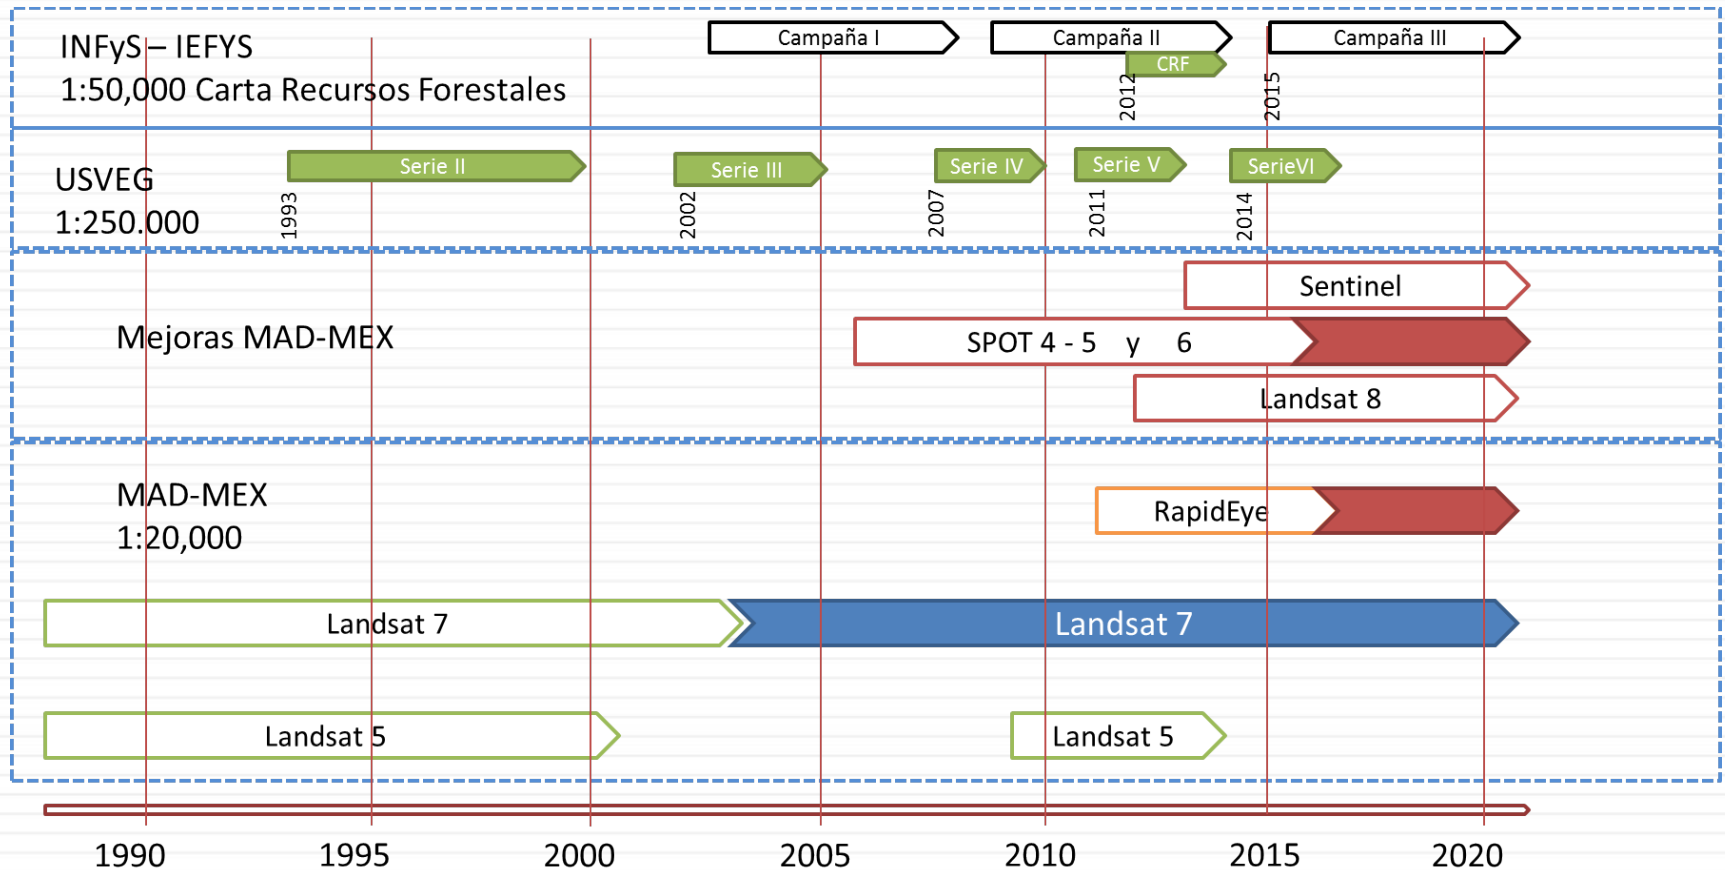 INFyS – IEFYS
1:50,000 Carta Recursos Forestales
Campaña I
Campaña II
Campaña III
CRF
2012
2015
USVEG
1:250.000
Serie II
Serie III
Serie IV
Serie V
SerieVI
1993
2002
2007
2011
2014
Mejoras MAD-MEX
Sentinel
SPOT 4 - 5 y 6
Landsat 8
MAD-MEX
1:20,000
RapidEye
Landsat 7
Landsat 7
Landsat 5
Landsat 5
1990
1995
2000
2005
2010
2015
2020